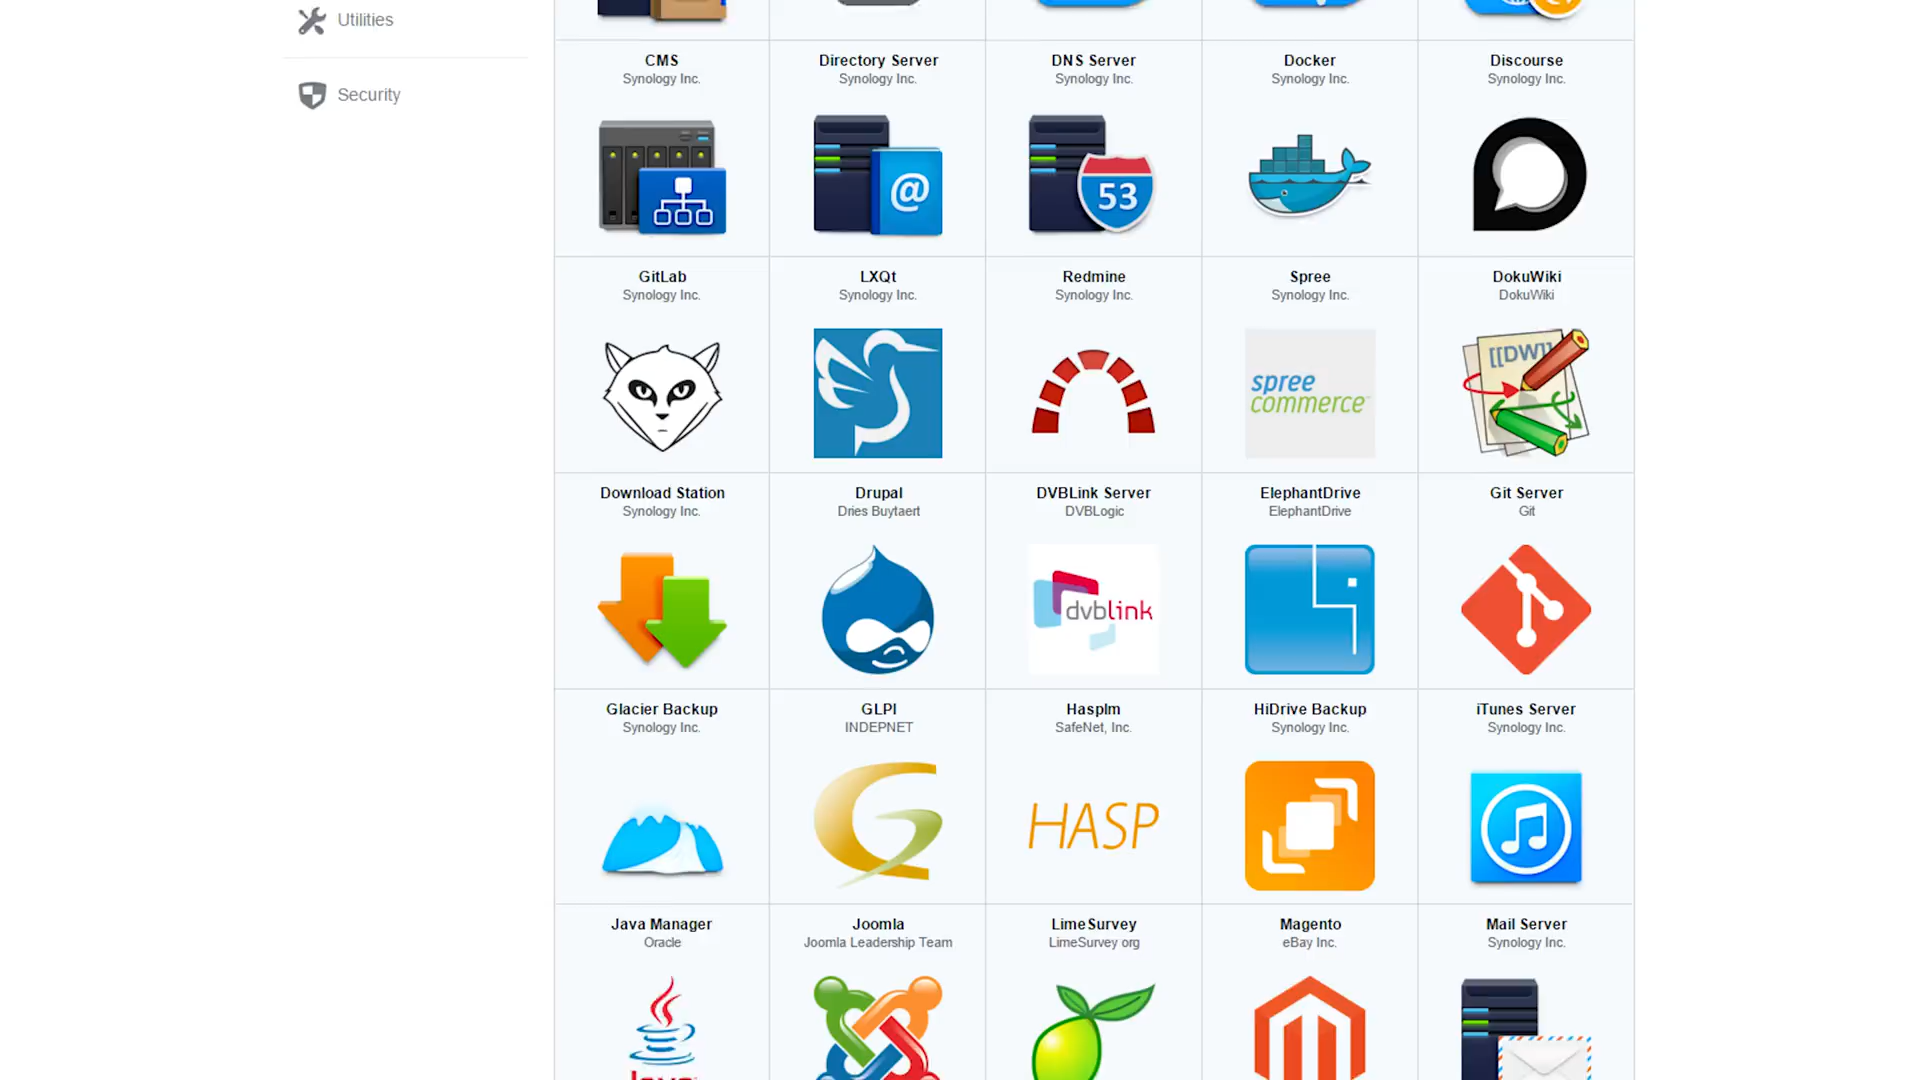 Utilities
Security
CMS
Synology Inc.
Directory Server
Synology Inc.
DNS Server
Synology Inc.
Docker
Synology Inc.
Discourse
Synology Inc.
@
53
GitLab
Synology Inc.
LXQt
Synology Inc.
Redmine
Synology Inc.
Spree
Synology Inc.
DokuWiki
DokuWiki
spree
commerce
[[DW]]
Download Station
Synology Inc.
Drupal
Dries Buytaert
DVBLink Server
DVBLogic
ElephantDrive
ElephantDrive
Git Server
Git
dvblink
Glacier Backup
Synology Inc.
GLPI
INDEPNET
Hasplm
SafeNet, Inc.
HiDrive Backup
Synology Inc.
iTunes Server
Synology Inc.
HASP
Java Manager
Oracle
Joomla
Joomla Leadership Team
LimeSurvey
LimeSurvey org
Magento
eBay Inc.
Mail Server
Synology Inc.
Java